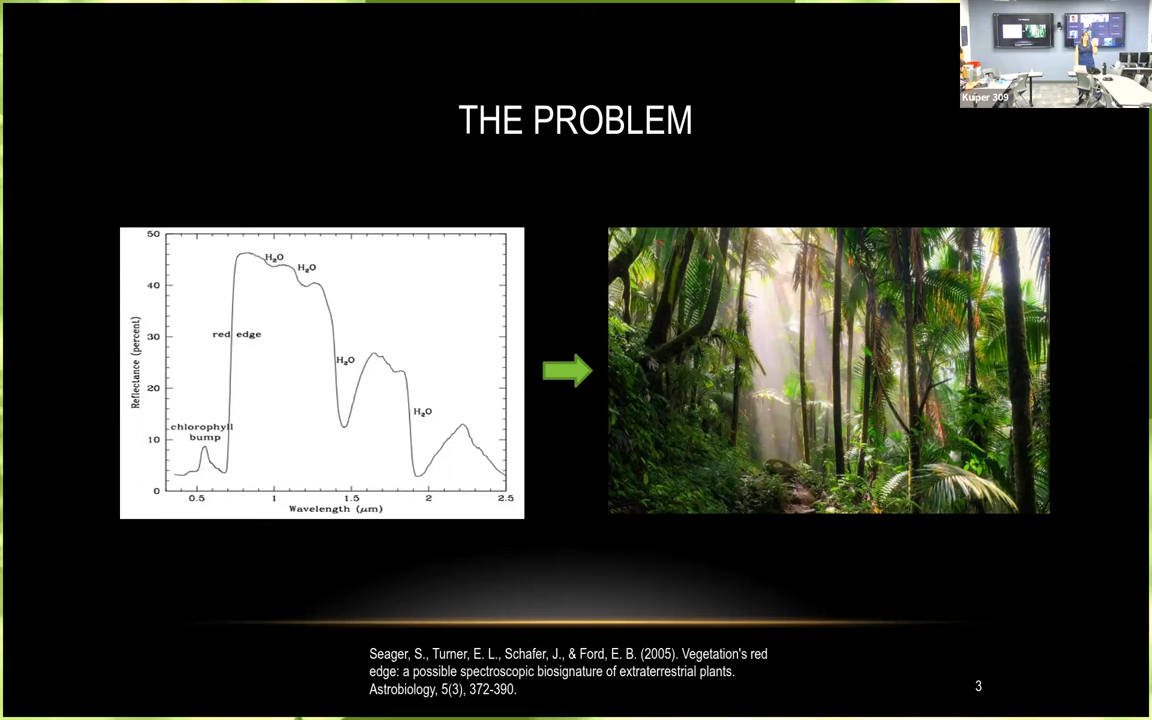 Kuiper 309
THE PROBLEM
50
40
30
20
10
0
Reflectance (percent)
H₂O
H₂O
red edge
H₂O
H₂O
chlorophyll
bump
0.5
1
1.5
2
2.5
Wavelength (μm)
Seager, S., Turner, E. L., Schafer, J., & Ford, E. B. (2005). Vegetation's red
edge: a possible spectroscopic biosignature of extraterrestrial plants.
Astrobiology, 5(3), 372-390.
3